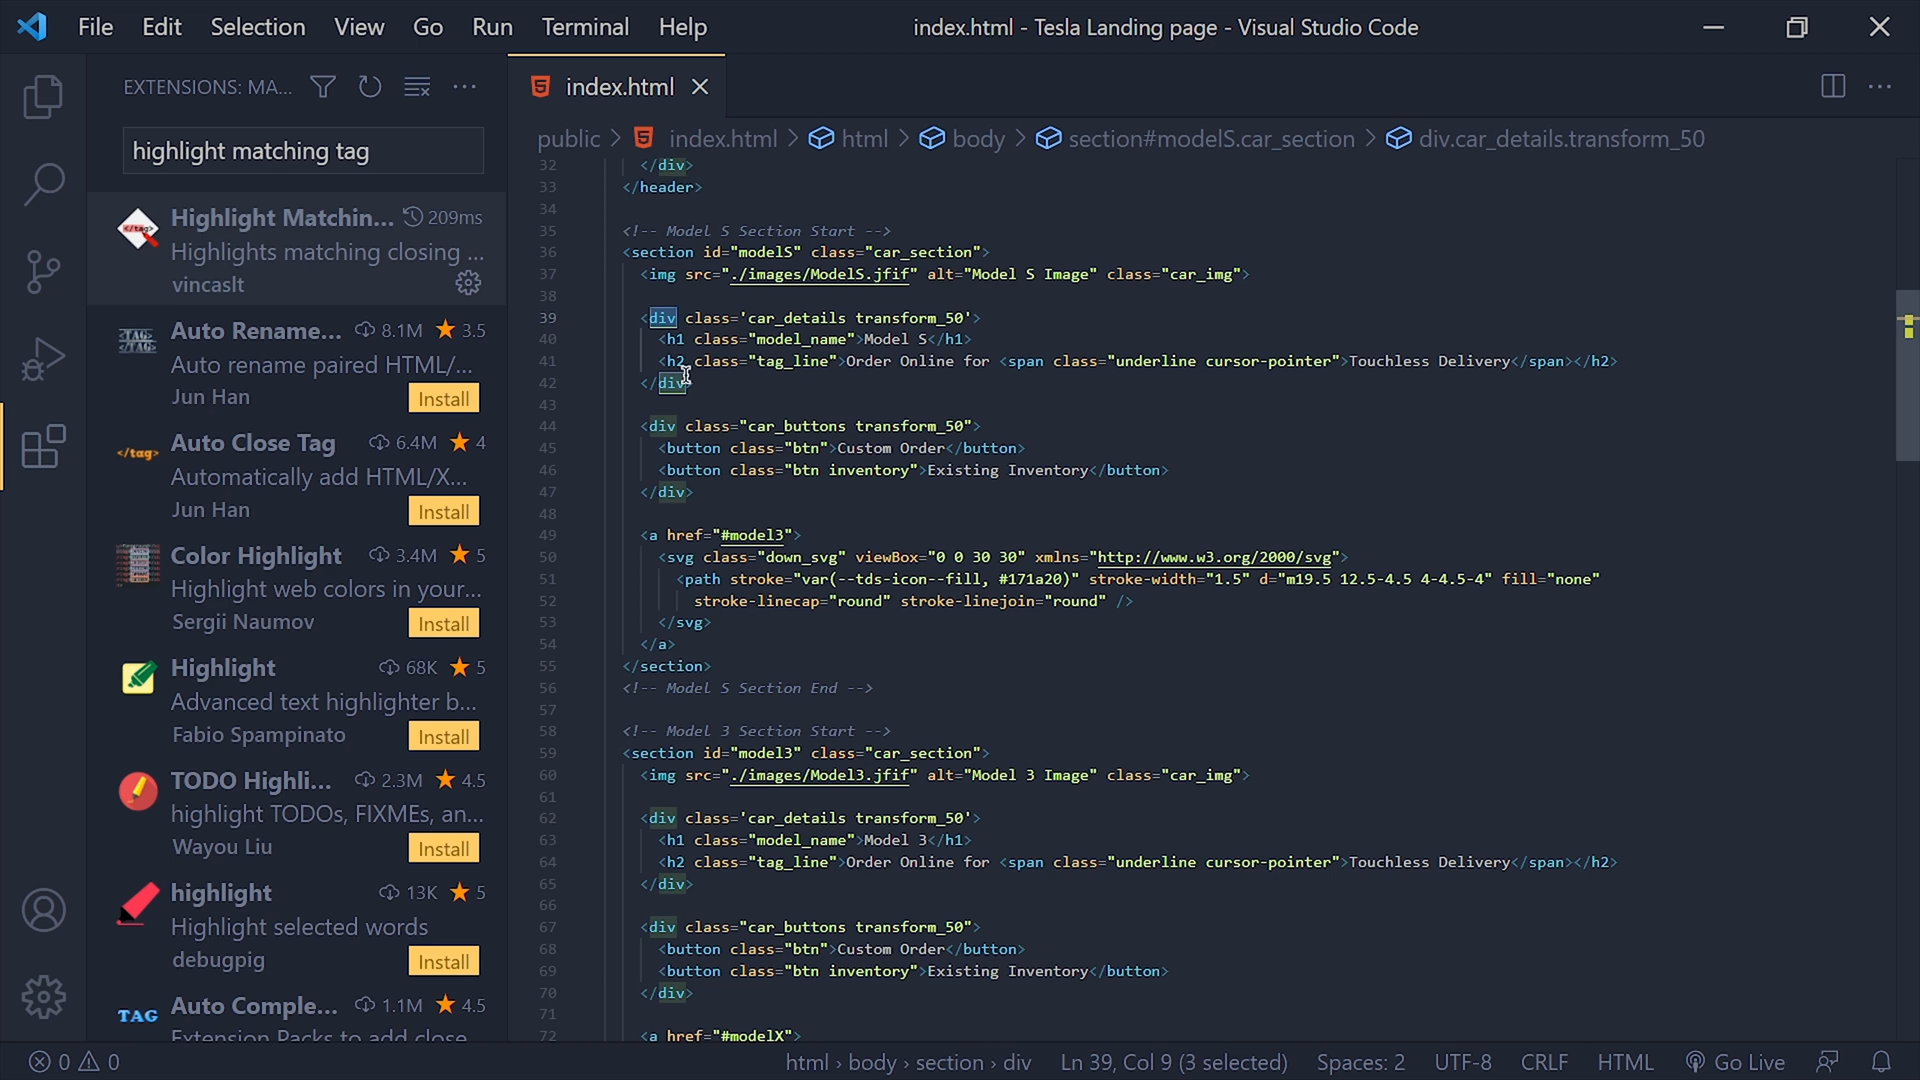 File Edit Selection View Go Run Terminal Help
index.html - Tesla Landing page - Visual Studio Code
EXTENSIONS: MA...
highlight matching tag
Highlight Matchin... 209ms
Highlights matching closing ...
vincaslt
TAG
Auto Rename... 8.1M 3.5
Auto rename paired HTML/...
Jun Han
Install
</tag>
Auto Close Tag 6.4M 4
Automatically add HTML/X...
Jun Han
Install
Color Highlight 3.4M 5
Highlight web colors in your...
Sergii Naumov
Install
Highlight 68K 5
Advanced text highlighter b...
Fabio Spampinato
Install
TODO Highli... 2.3M 4.5
highlight TODOs, FIXMEs, an...
Wayou Liu
Install
highlight 13K 5
Highlight selected words
debugpig
Install
TAG
Auto Comple... 1.1M 4.5
Extension Packs to add close
index.html
public > index.html > html > body > section#modelS.car_section > div.car_details.transform_50
32 </div>
33 </header>
34
35 <!-- Model S Section Start -->
36 <section id="modelS" class="car_section">
37 <img src="./images/ModelS.jfif" alt="Model S Image" class="car_img">
38
39 <div class='car_details transform_50'>
40 <h1 class="model_name">Model S</h1>
41 <h2 class="tag_line">Order Online for <span class="underline cursor-pointer">Touchless Delivery</span></h2>
42 </div>
43
44 <div class="car_buttons transform_50">
45 <button class="btn">Custom Order</button>
46 <button class="btn inventory">Existing Inventory</button>
47 </div>
48
49 <a href="#model3">
50 <svg class="down_svg" viewBox="0 0 30 30" xmlns="http://www.w3.org/2000/svg">
51 <path stroke="var(--tds-icon--fill, #171a20)" stroke-width="1.5" d="m19.5 12.5-4.5 4-4.5-4" fill="none"
52 stroke-linecap="round" stroke-linejoin="round" />
53 </svg>
54 </a>
55 </section>
56 <!-- Model S Section End -->
57
58 <!-- Model 3 Section Start -->
59 <section id="model3" class="car_section">
60 <img src="./images/Model3.jfif" alt="Model 3 Image" class="car_img">
61
62 <div class='car_details transform_50'>
63 <h1 class="model_name">Model 3</h1>
64 <h2 class="tag_line">Order Online for <span class="underline cursor-pointer">Touchless Delivery</span></h2>
65 </div>
66
67 <div class="car_buttons transform_50">
68 <button class="btn">Custom Order</button>
69 <button class="btn inventory">Existing Inventory</button>
70 </div>
71
72 <a href="#modelX">
0 0 html › body › section › div Ln 39, Col 9 (3 selected) Spaces: 2 UTF-8 CRLF HTML Go Live